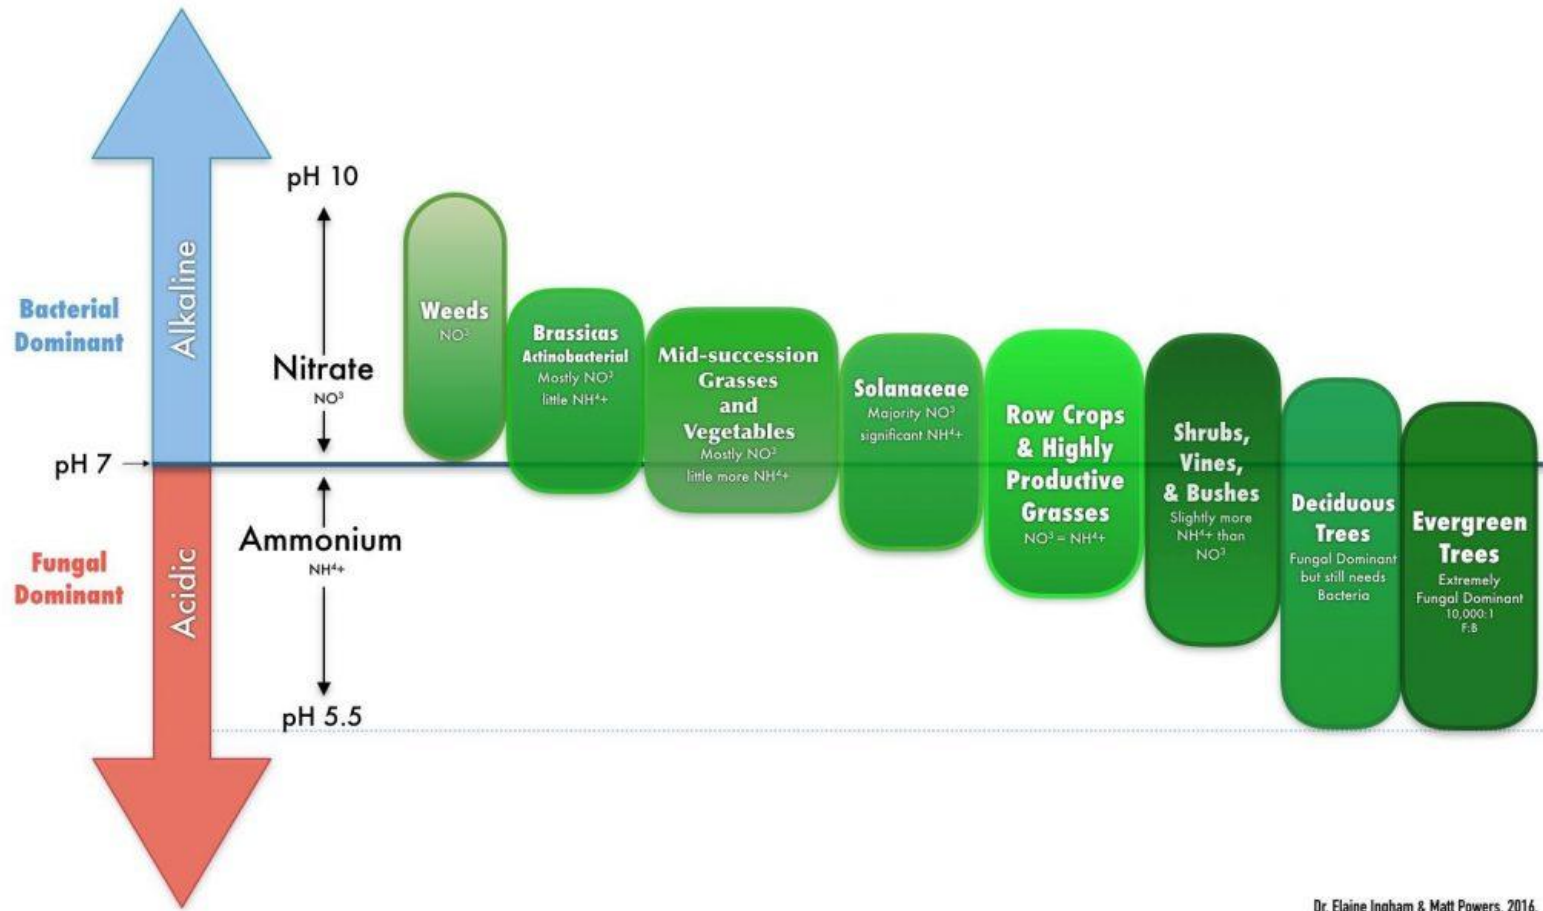 pH 10
Alkaline
Bacterial
Dominant
Nitrate
NO³
pH 7
Acidic
Fungal
Dominant
Ammonium
NH⁴+
pH 5.5
Weeds
NO³
Brassicas
Actinobacterial
Mostly NO³
little NH⁴+
Mid-succession
Grasses
and
Vegetables
Mostly NO³
little more NH⁴+
Solanaceae
Majority NO³
significant NH⁴+
Row Crops
& Highly
Productive
Grasses
NO³ = NH⁴+
Shrubs,
Vines,
& Bushes
Slightly more
NH⁴+ than
NO³
Deciduous
Trees
Fungal Dominant
but still needs
Bacteria
Evergreen
Trees
Extremely
Fungal Dominant
10,000:1
F:B
Dr. Elaine Ingham & Matt Powers, 2016.